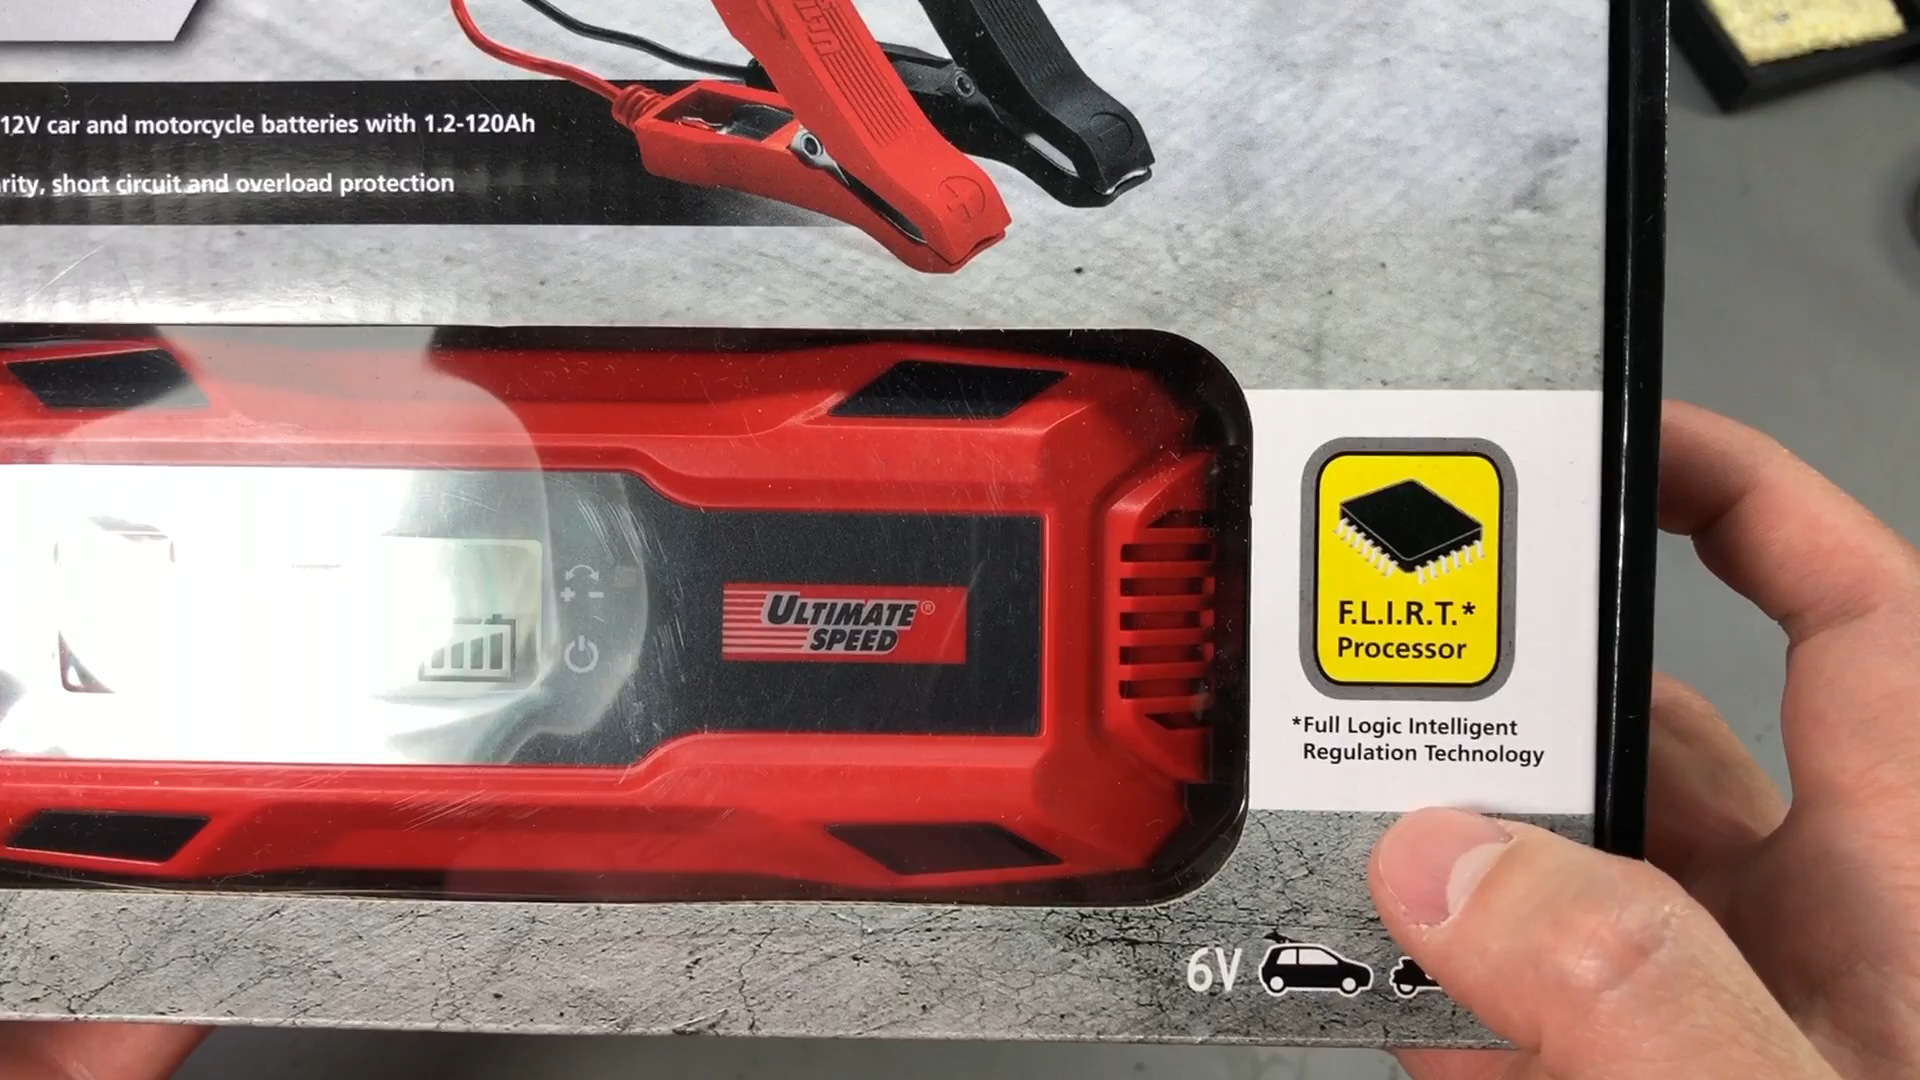 12V car and motorcycle batteries with 1.2-120Ah
rity, short circuit and overload protection
ULTIMATE
SPEED®
F.L.I.R.T.*
Processor
*Full Logic Intelligent
Regulation Technology
6V